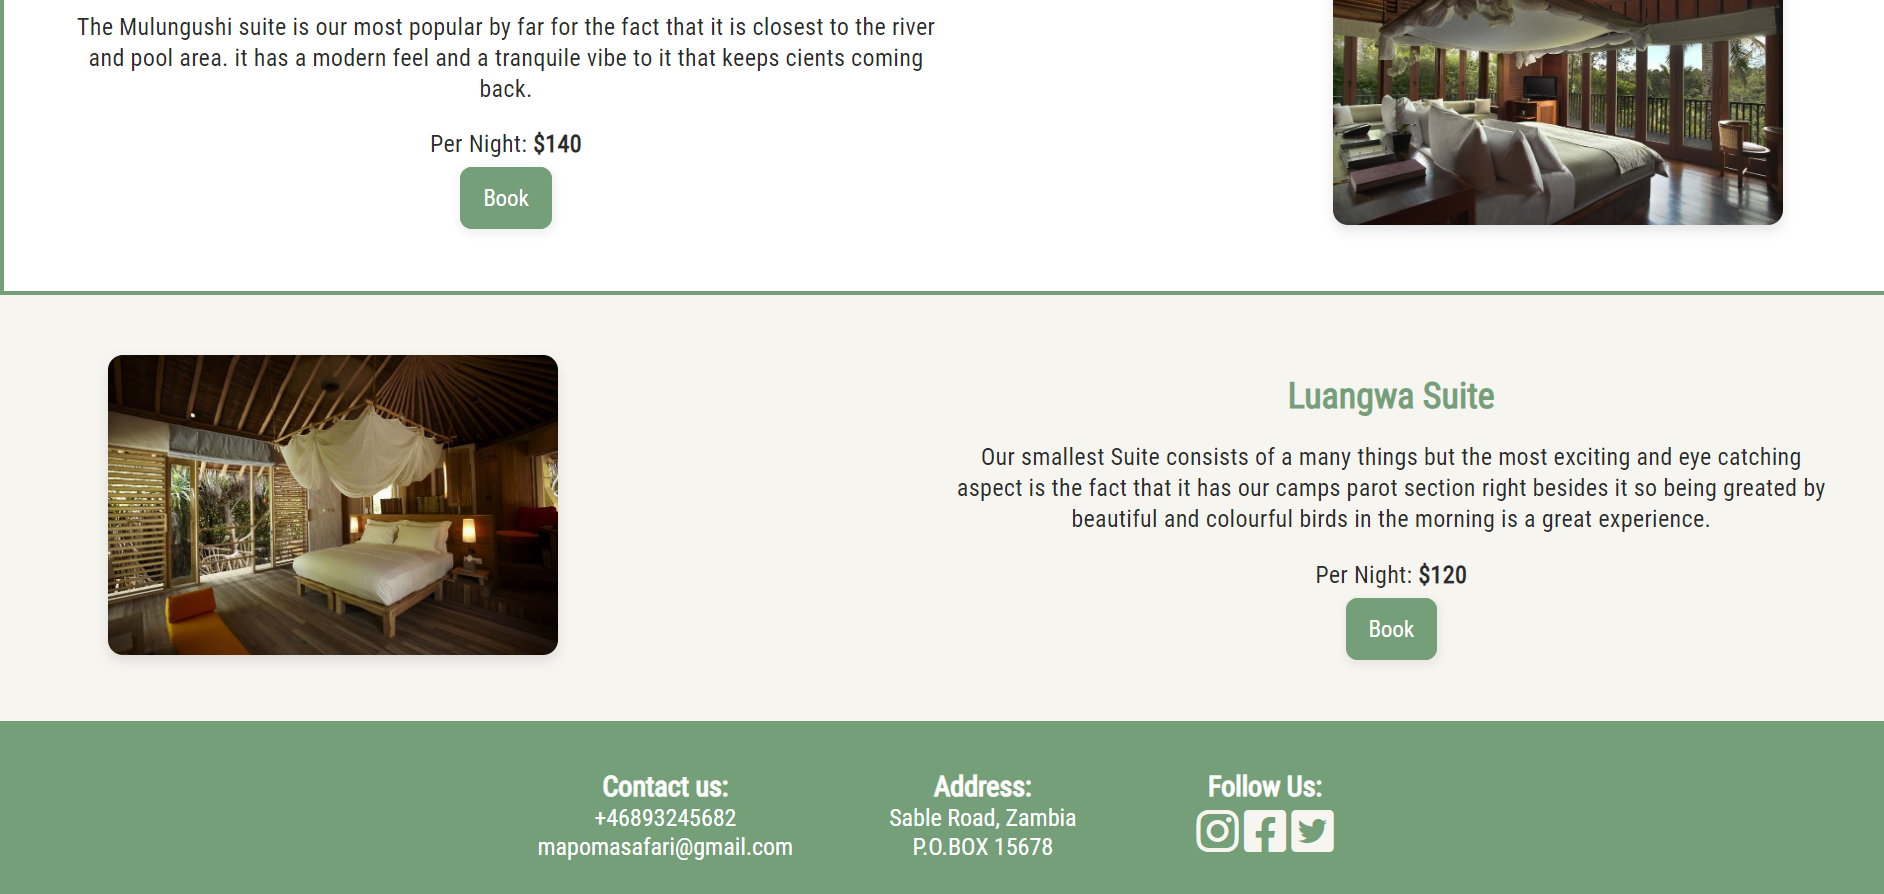 The Mulungushi suite is our most popular by far for the fact that it is closest to the river
and pool area. it has a modern feel and a tranquile vibe to it that keeps cients coming
back.
Per Night: $140
Book
Luangwa Suite
Our smallest Suite consists of a many things but the most exciting and eye catching
aspect is the fact that it has our camps parot section right besides it so being greated by
beautiful and colourful birds in the morning is a great experience.
Per Night: $120
Book
Contact us:
+46893245682
mapomasafari@gmail.com
Address:
Sable Road, Zambia
P.O.BOX 15678
Follow Us: